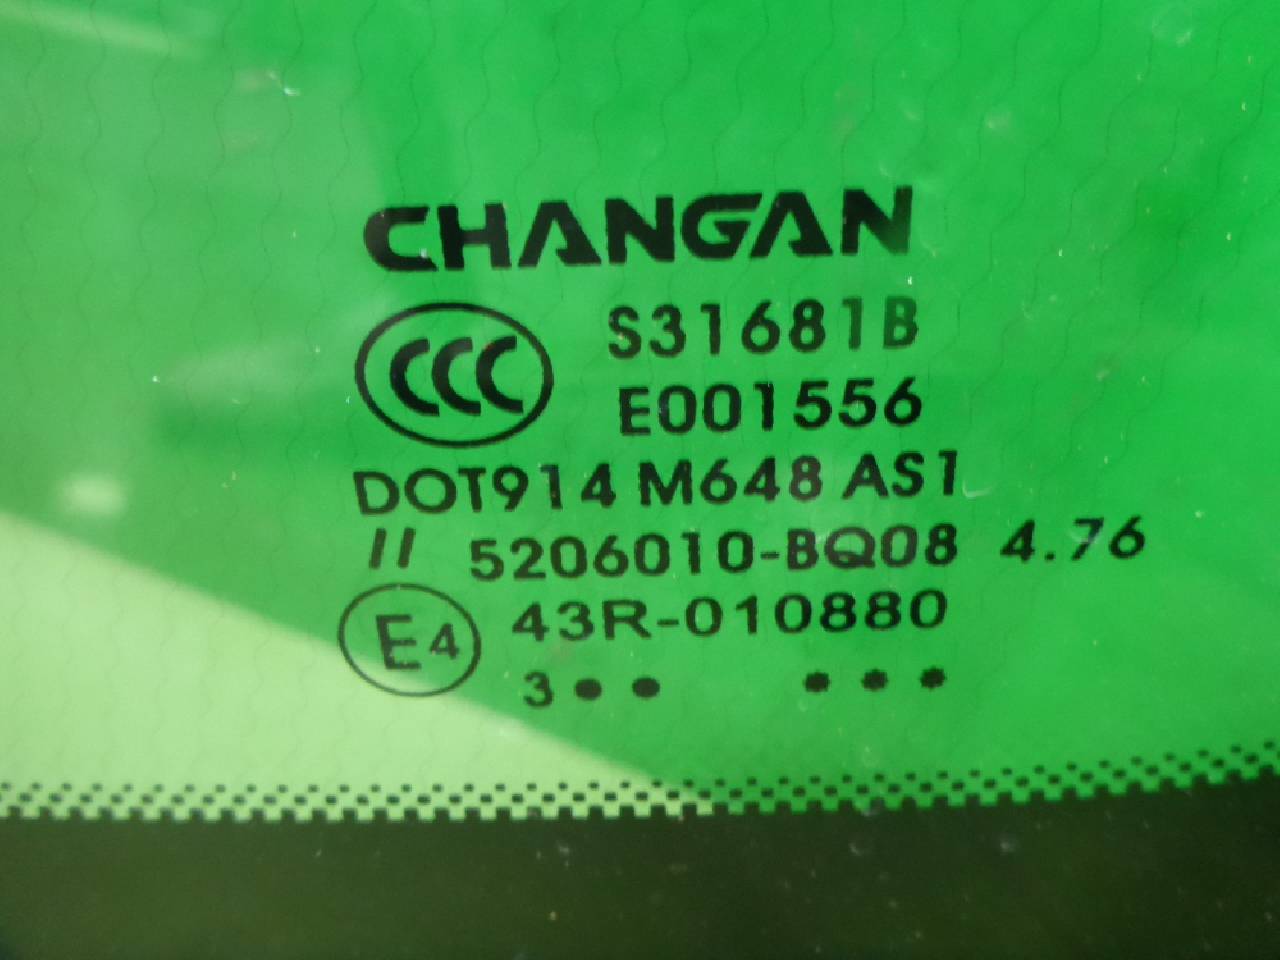 CHANGAN
CCC S31681B
E001556
DOT914 M648 AS1
II 5206010-BQ08 4.76
E4 43R-010880
3 •• •••